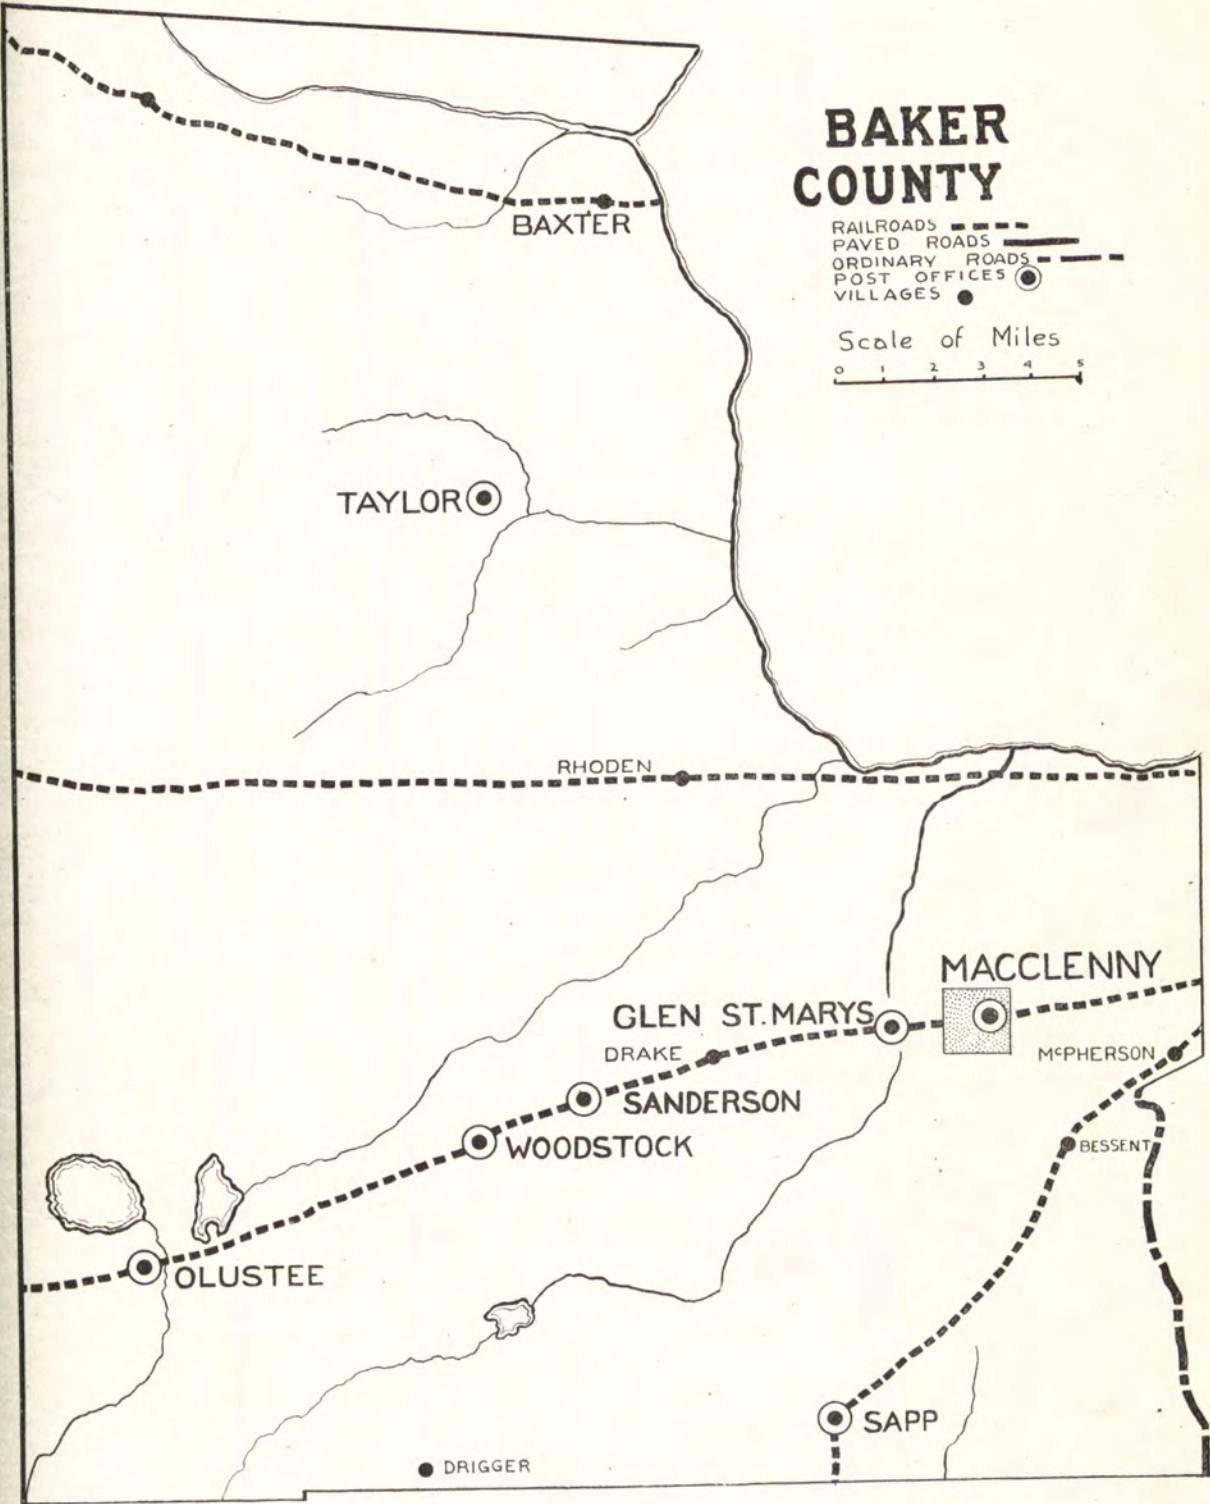 BAKER
COUNTY
RAILROADS
PAVED ROADS
ORDINARY ROADS
POST OFFICES
VILLAGES
Scale of Miles
0 1 2 3 4 5
BAXTER
TAYLOR
RHODEN
MACCLENNY
GLEN ST. MARYS
DRAKE
McPHERSON
SANDERSON
WOODSTOCK
BESSENT
OLUSTEE
SAPP
DRIGGER